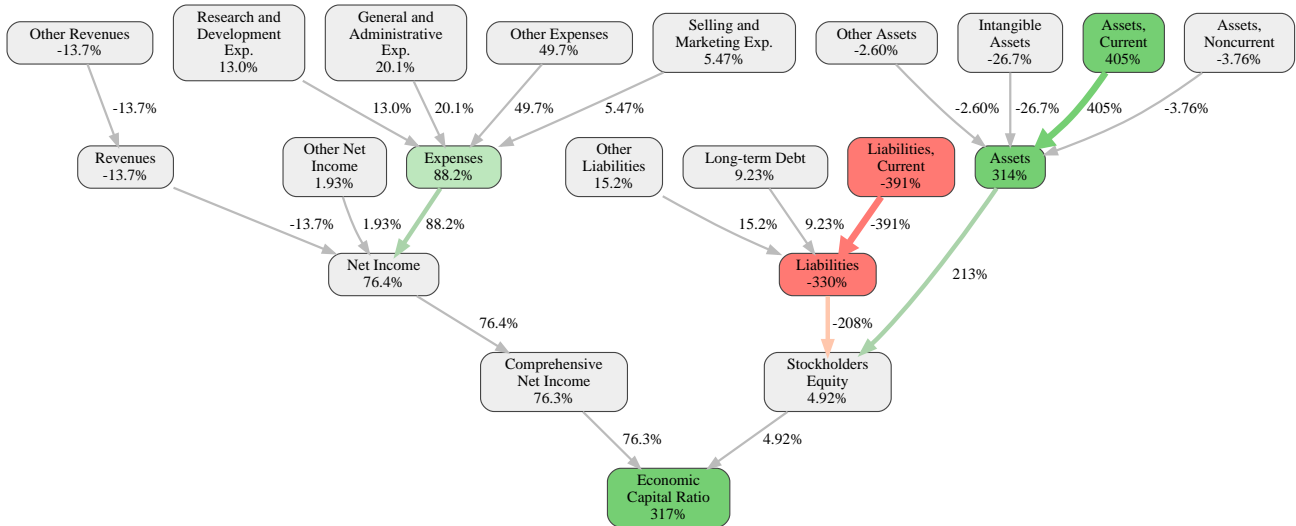 Other Revenues
-13.7%
Research and
Development
Exp.
13.0%
General and
Administrative
Exp.
20.1%
Other Expenses
49.7%
Selling and
Marketing Exp.
5.47%
Other Assets
-2.60%
Intangible
Assets
-26.7%
Assets,
Current
405%
Assets,
Noncurrent
-3.76%
-13.7%
13.0%
20.1%
49.7%
5.47%
-2.60%
-26.7%
405%
-3.76%
Revenues
-13.7%
Other Net
Income
1.93%
Expenses
88.2%
Other
Liabilities
15.2%
Long-term Debt
9.23%
Liabilities,
Current
-391%
Assets
314%
-13.7%
1.93%
88.2%
15.2%
9.23%
-391%
Net Income
76.4%
Liabilities
-330%
213%
76.4%
-208%
Comprehensive
Net Income
76.3%
Stockholders
Equity
4.92%
76.3%
4.92%
Economic
Capital Ratio
317%